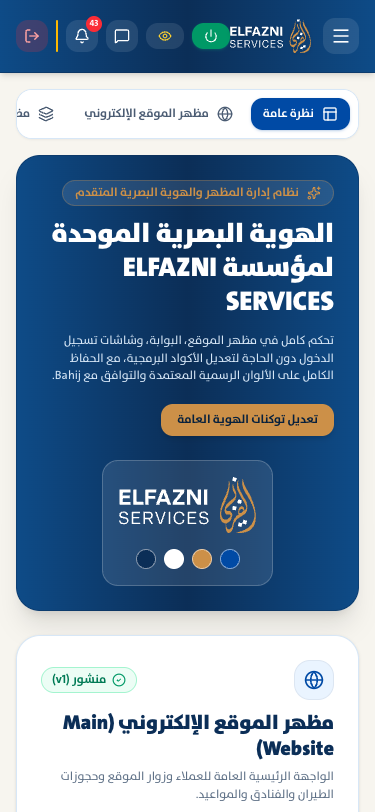 ELFAZNI
SERVICES
43
نظرة عامة
مظهر الموقع الإلكتروني
نظام إدارة المظهر والهوية البصرية المتقدم
الهوية البصرية الموحدة
لمؤسسة ELFAZNI
SERVICES
تحكم كامل في مظهر الموقع، البوابة، وشاشات تسجيل
الدخول دون الحاجة لتعديل الأكواد البرمجية، مع الحفاظ
الكامل على الألوان الرسمية المعتمدة والتوافق مع Bahij.
تعديل توكنات الهوية العامة
ELFAZNI
SERVICES
منشور (v1)
مظهر الموقع الإلكتروني (Main
Website)
الواجهة الرئيسية العامة للعملاء وزوار الموقع وحجوزات
الطيران والفنادق والمواعيد.